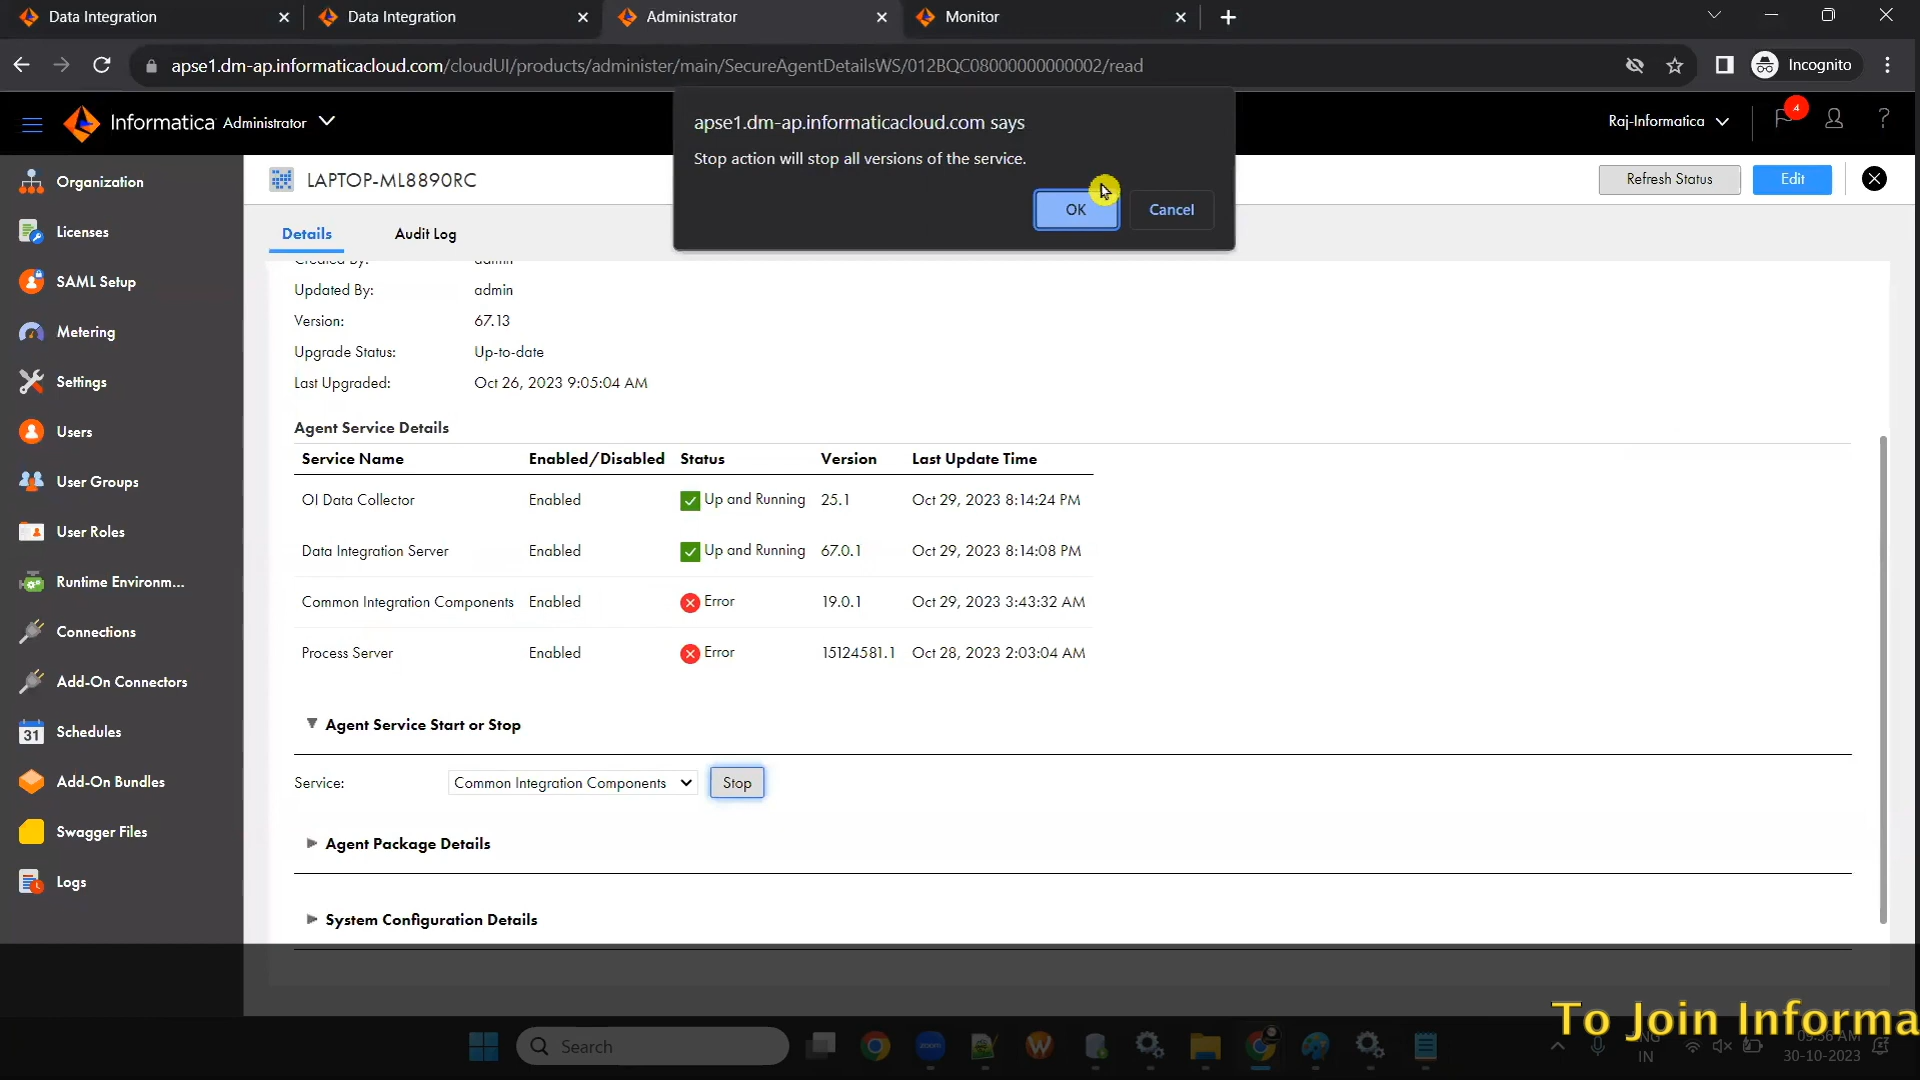 Data Integration
Data Integration
Administrator
Monitor
apse1.dm-ap.informaticacloud.com/cloudUI/products/administer/main/SecureAgentDetailsWS/012BQC08000000000002/read
Incognito
Informatica Administrator
apse1.dm-ap.informaticacloud.com says
Stop action will stop all versions of the service.
OK
Cancel
Raj-Informatica
4
?
Organization
Licenses
SAML Setup
Metering
Settings
Users
User Groups
User Roles
Runtime Environm...
Connections
Add-On Connectors
31
Schedules
Add-On Bundles
Swagger Files
Logs
LAPTOP-ML8890RC
Refresh Status
Edit
Details
Audit Log
Created By: admin
Updated By: admin
Version: 67.13
Upgrade Status: Up-to-date
Last Upgraded: Oct 26, 2023 9:05:04 AM
Agent Service Details
Service Name Enabled/Disabled Status Version Last Update Time
OI Data Collector Enabled Up and Running 25.1 Oct 29, 2023 8:14:24 PM
Data Integration Server Enabled Up and Running 67.0.1 Oct 29, 2023 8:14:08 PM
Common Integration Components Enabled Error 19.0.1 Oct 29, 2023 3:43:32 AM
Process Server Enabled Error 15124581.1 Oct 28, 2023 2:03:04 AM
Agent Service Start or Stop
Service: Common Integration Components Stop
Agent Package Details
System Configuration Details
To Join Informa
Search
zoom
IN
30-10-2023